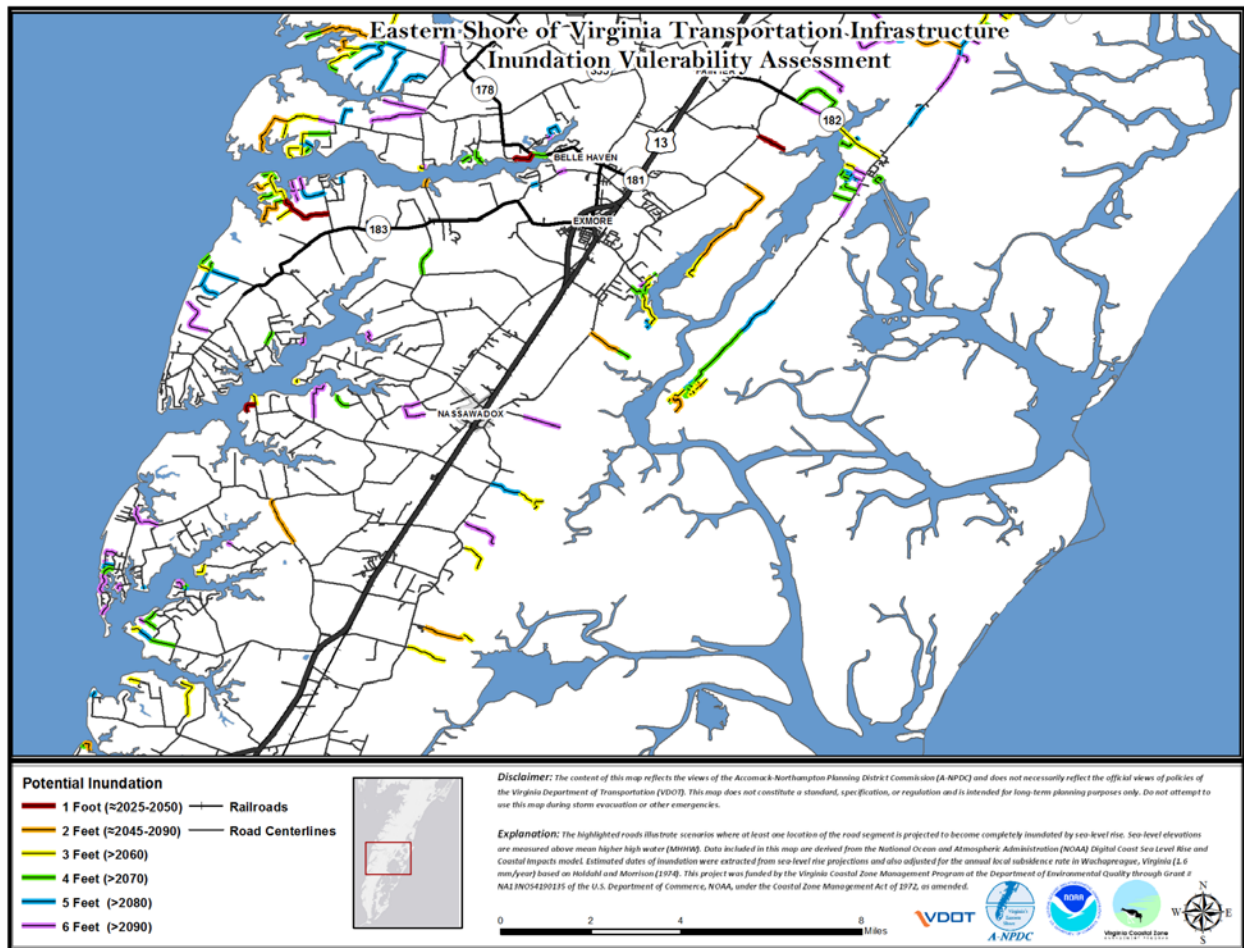 Eastern Shore of Virginia Transportation Infrastructure
Inundation Vulerability Assessment
178
13
182
BELLE HAVEN
181
EXMORE
183
NASSAWADOX
Potential Inundation
1 Foot (≈2025-2050)
2 Feet (≈2045-2090)
3 Feet (>2060)
4 Feet (>2070)
5 Feet (>2080)
6 Feet (>2090)
Railroads
Road Centerlines
Disclaimer: The content of this map reflects the views of the Accomack-Northampton Planning District Commission (A-NPDC) and does not necessarily reflect the official views of policies of
the Virginia Department of Transportation (VDOT). This map does not constitute a standard, specification, or regulation and is intended for long-term planning purposes only. Do not attempt to
use this map during storm evacuation or other emergencies.
Explanation: The highlighted roads illustrate scenarios where at least one location of the road segment is projected to become completely inundated by sea-level rise. Sea-level elevations
are measured above mean higher high water (MHHW). Data included in this map are derived from the National Ocean and Atmospheric Administration (NOAA) Digital Coast Sea Level Rise and
Coastal Impacts model. Estimated dates of inundation were extracted from sea-level rise projections and also adjusted for the annual local subsidence rate in Wachapreague, Virginia (1.6
mm/year) based on Holdahl and Morrison (1974). This project was funded by the Virginia Coastal Zone Management Program at the Department of Environmental Quality through Grant #
NA13NOS4190135 of the U.S. Department of Commerce, NOAA, under the Coastal Zone Management Act of 1972, as amended.
0 2 4 8
Miles
VDOT
A-NPDC
NOAA
Virginia Coastal Zone
N
W E
S